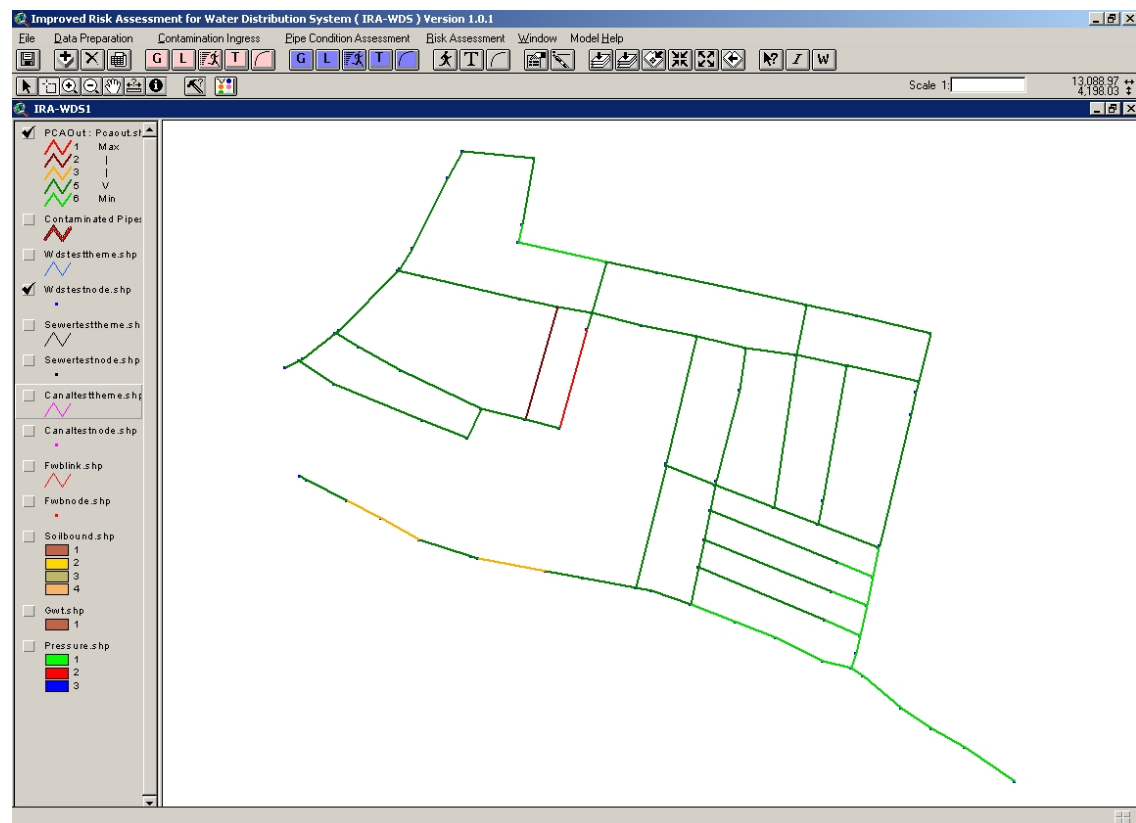 Improved Risk Assessment for Water Distribution System ( IRA-WDS ) Version 1.0.1
File Data Preparation Contamination Ingress Pipe Condition Assessment Risk Assessment Window Model Help
G L T G L T T ? I W
Scale 1: 13,088.97
4,198.03
IRA-WDS1
PCAOut : Pcaout.sh
1 Max
2 |
3 |
5 V
6 Min
Contaminated Pipes
Wdstesttheme.shp
Wdstestnode.shp
Sewertesttheme.sh
Sewertestnode.shp
Canaltesttheme.shp
Canaltestnode.shp
Fwblink.shp
Fwbnode.shp
Soilbound.shp
1
2
3
4
Gwt.shp
1
Pressure.shp
1
2
3